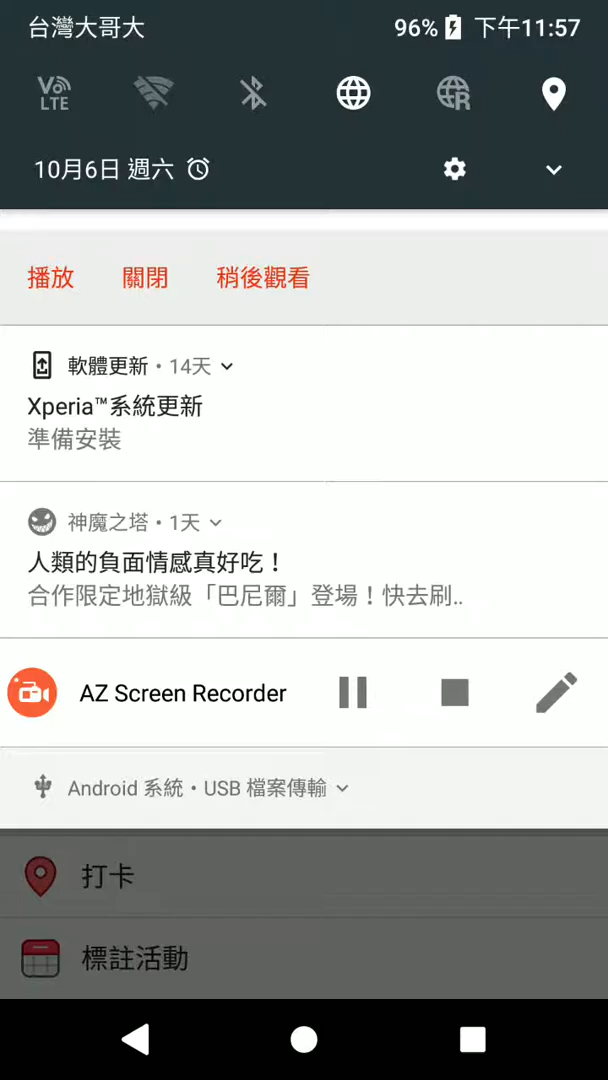 台灣大哥大 96% 下午11:57
VoLTE R
10月6日 週六
播放 關閉 稍後觀看
軟體更新 • 14天
Xperia™系統更新
準備安裝
神魔之塔 • 1天
人類的負面情感真好吃！
合作限定地獄級「巴尼爾」登場！快去刷..
AZ Screen Recorder
Android 系統 • USB 檔案傳輸
打卡
標註活動